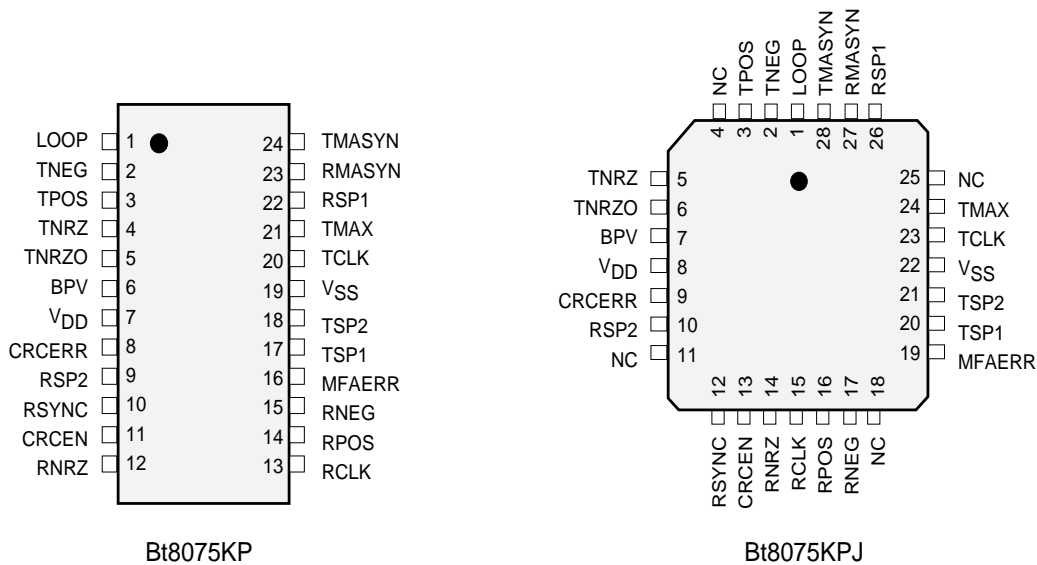 LOOP 1 24 TMASYN
TNEG 2 23 RMASYN
TPOS 3 22 RSP1
TNRZ 4 21 TMAX
TNRZO 5 20 TCLK
BPV 6 19 VSS
VDD 7 18 TSP2
CRCERR 8 17 TSP1
RSP2 9 16 MFAERR
RSYNC 10 15 RNEG
CRCEN 11 14 RPOS
RNRZ 12 13 RCLK
Bt8075KP
NC TPOS TNEG LOOP TMASYN RMASYN RSP1
4 3 2 1 28 27 26
TNRZ 5 25 NC
TNRZO 6 24 TMAX
BPV 7 23 TCLK
VDD 8 22 VSS
CRCERR 9 21 TSP2
RSP2 10 20 TSP1
NC 11 19 MFAERR
12 13 14 15 16 17 18
RSYNC CRCEN RNRZ RCLK RPOS RNEG NC
Bt8075KPJ